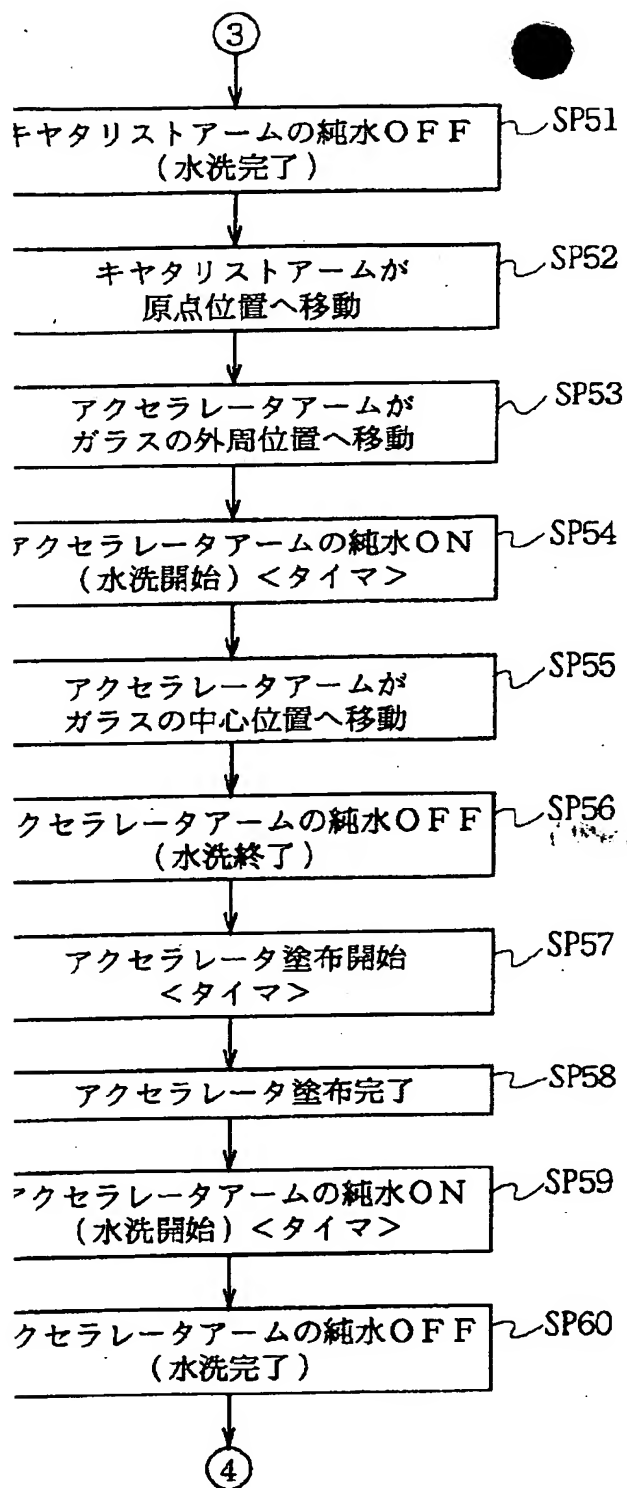 3
キヤタリストアームの純水OFF
(水洗完了)
SP51
キヤタリストアームが
原点位置へ移動
SP52
アクセラレータアームが
ガラスの外周位置へ移動
SP53
アクセラレータアームの純水ON
(水洗開始)<タイマ>
SP54
アクセラレータアームが
ガラスの中心位置へ移動
SP55
クセラレータアームの純水OFF
(水洗終了)
SP56
アクセラレータ塗布開始
<タイマ>
SP57
アクセラレータ塗布完了
SP58
アクセラレータアームの純水ON
(水洗開始)<タイマ>
SP59
クセラレータアームの純水OFF
(水洗完了)
SP60
4